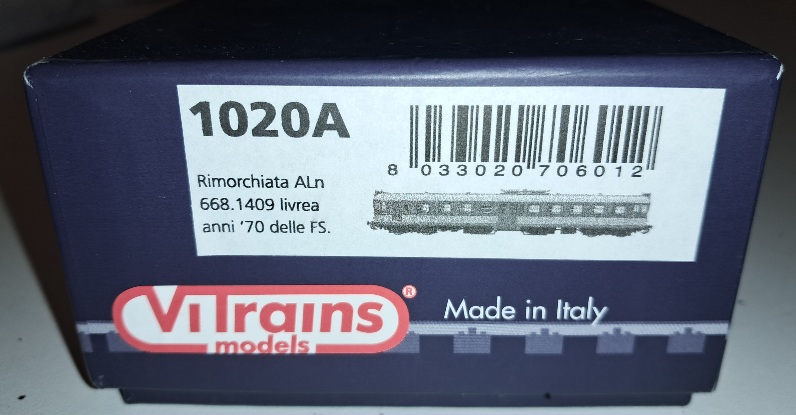 1020A
8 033020 706012
Rimorchiata ALn
668.1409 livrea
anni '70 delle FS.
ViTrains®
models
Made in Italy